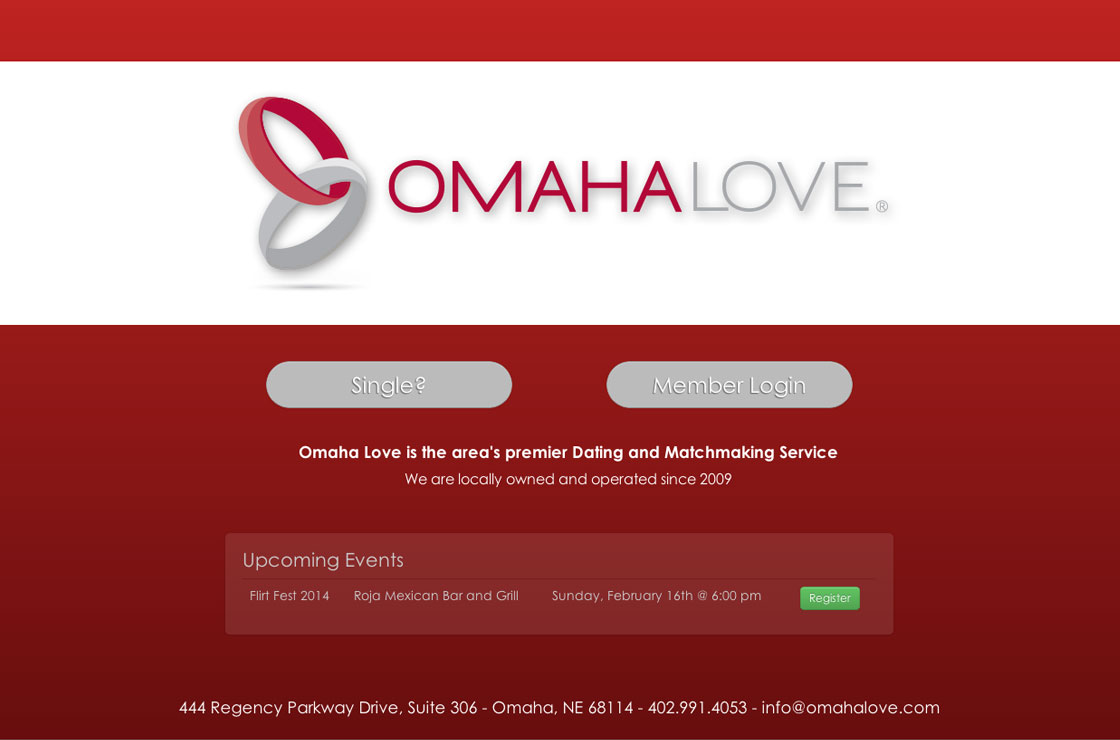 OMAHALOVE®
Single? Member Login
Omaha Love is the area's premier Dating and Matchmaking Service
We are locally owned and operated since 2009
Upcoming Events
Flirt Fest 2014 Roja Mexican Bar and Grill Sunday, February 16th @ 6:00 pm Register
444 Regency Parkway Drive, Suite 306 - Omaha, NE 68114 - 402.991.4053 - info@omahalove.com